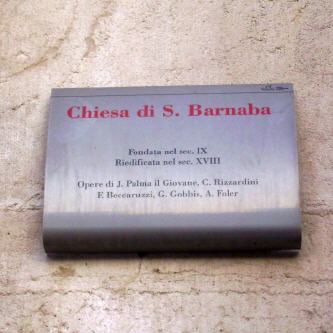 Chiesa di S. Barnaba
Fondata nel sec. IX
Riedificata nel sec. XVIII
Opere di J. Palma il Giovane, C. Rizzardini
F. Beccaruzzi, G. Gobbis, A. Foler